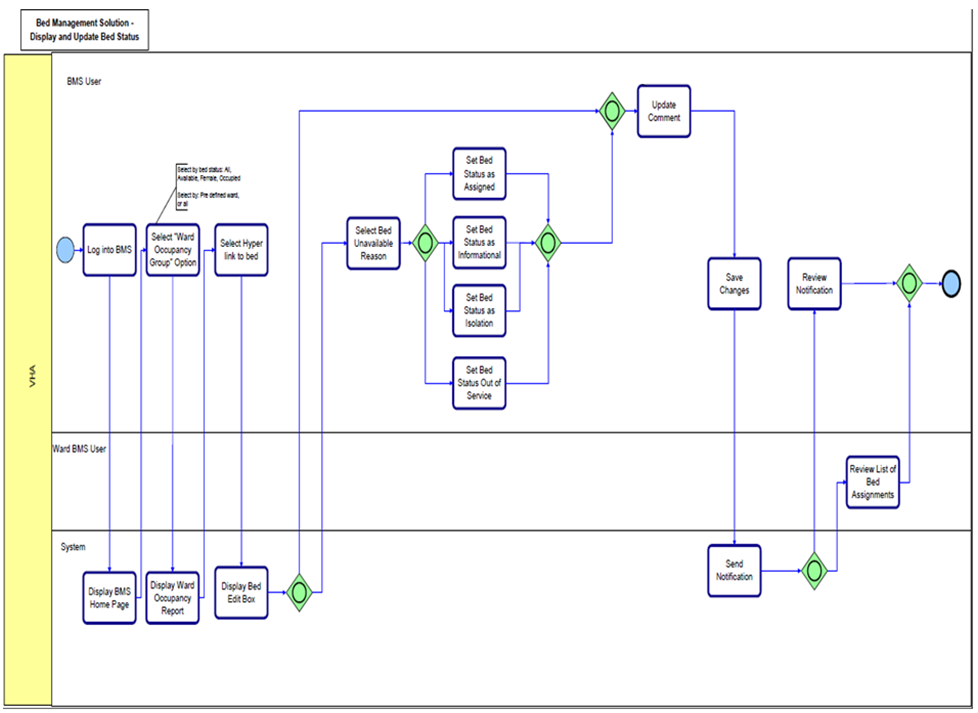 Bed Management Solution -
Display and Update Bed Status
VHA
BMS User
Select by bed status: All,
Available, Female, Occupied
Select by: Pre defined ward,
or all
Log into BMS
Select "Ward
Occupancy
Group" Option
Select Hyper
link to bed
Select Bed
Unavailable
Reason
Set Bed
Status as
Assigned
Set Bed
Status as
Informational
Set Bed
Status as
Isolation
Set Bed
Status Out of
Service
Update
Comment
Save
Changes
Review
Notification
Ward BMS User
Review List of
Bed
Assignments
System
Display BMS
Home Page
Display Ward
Occupancy
Report
Display Bed
Edit Box
Send
Notification